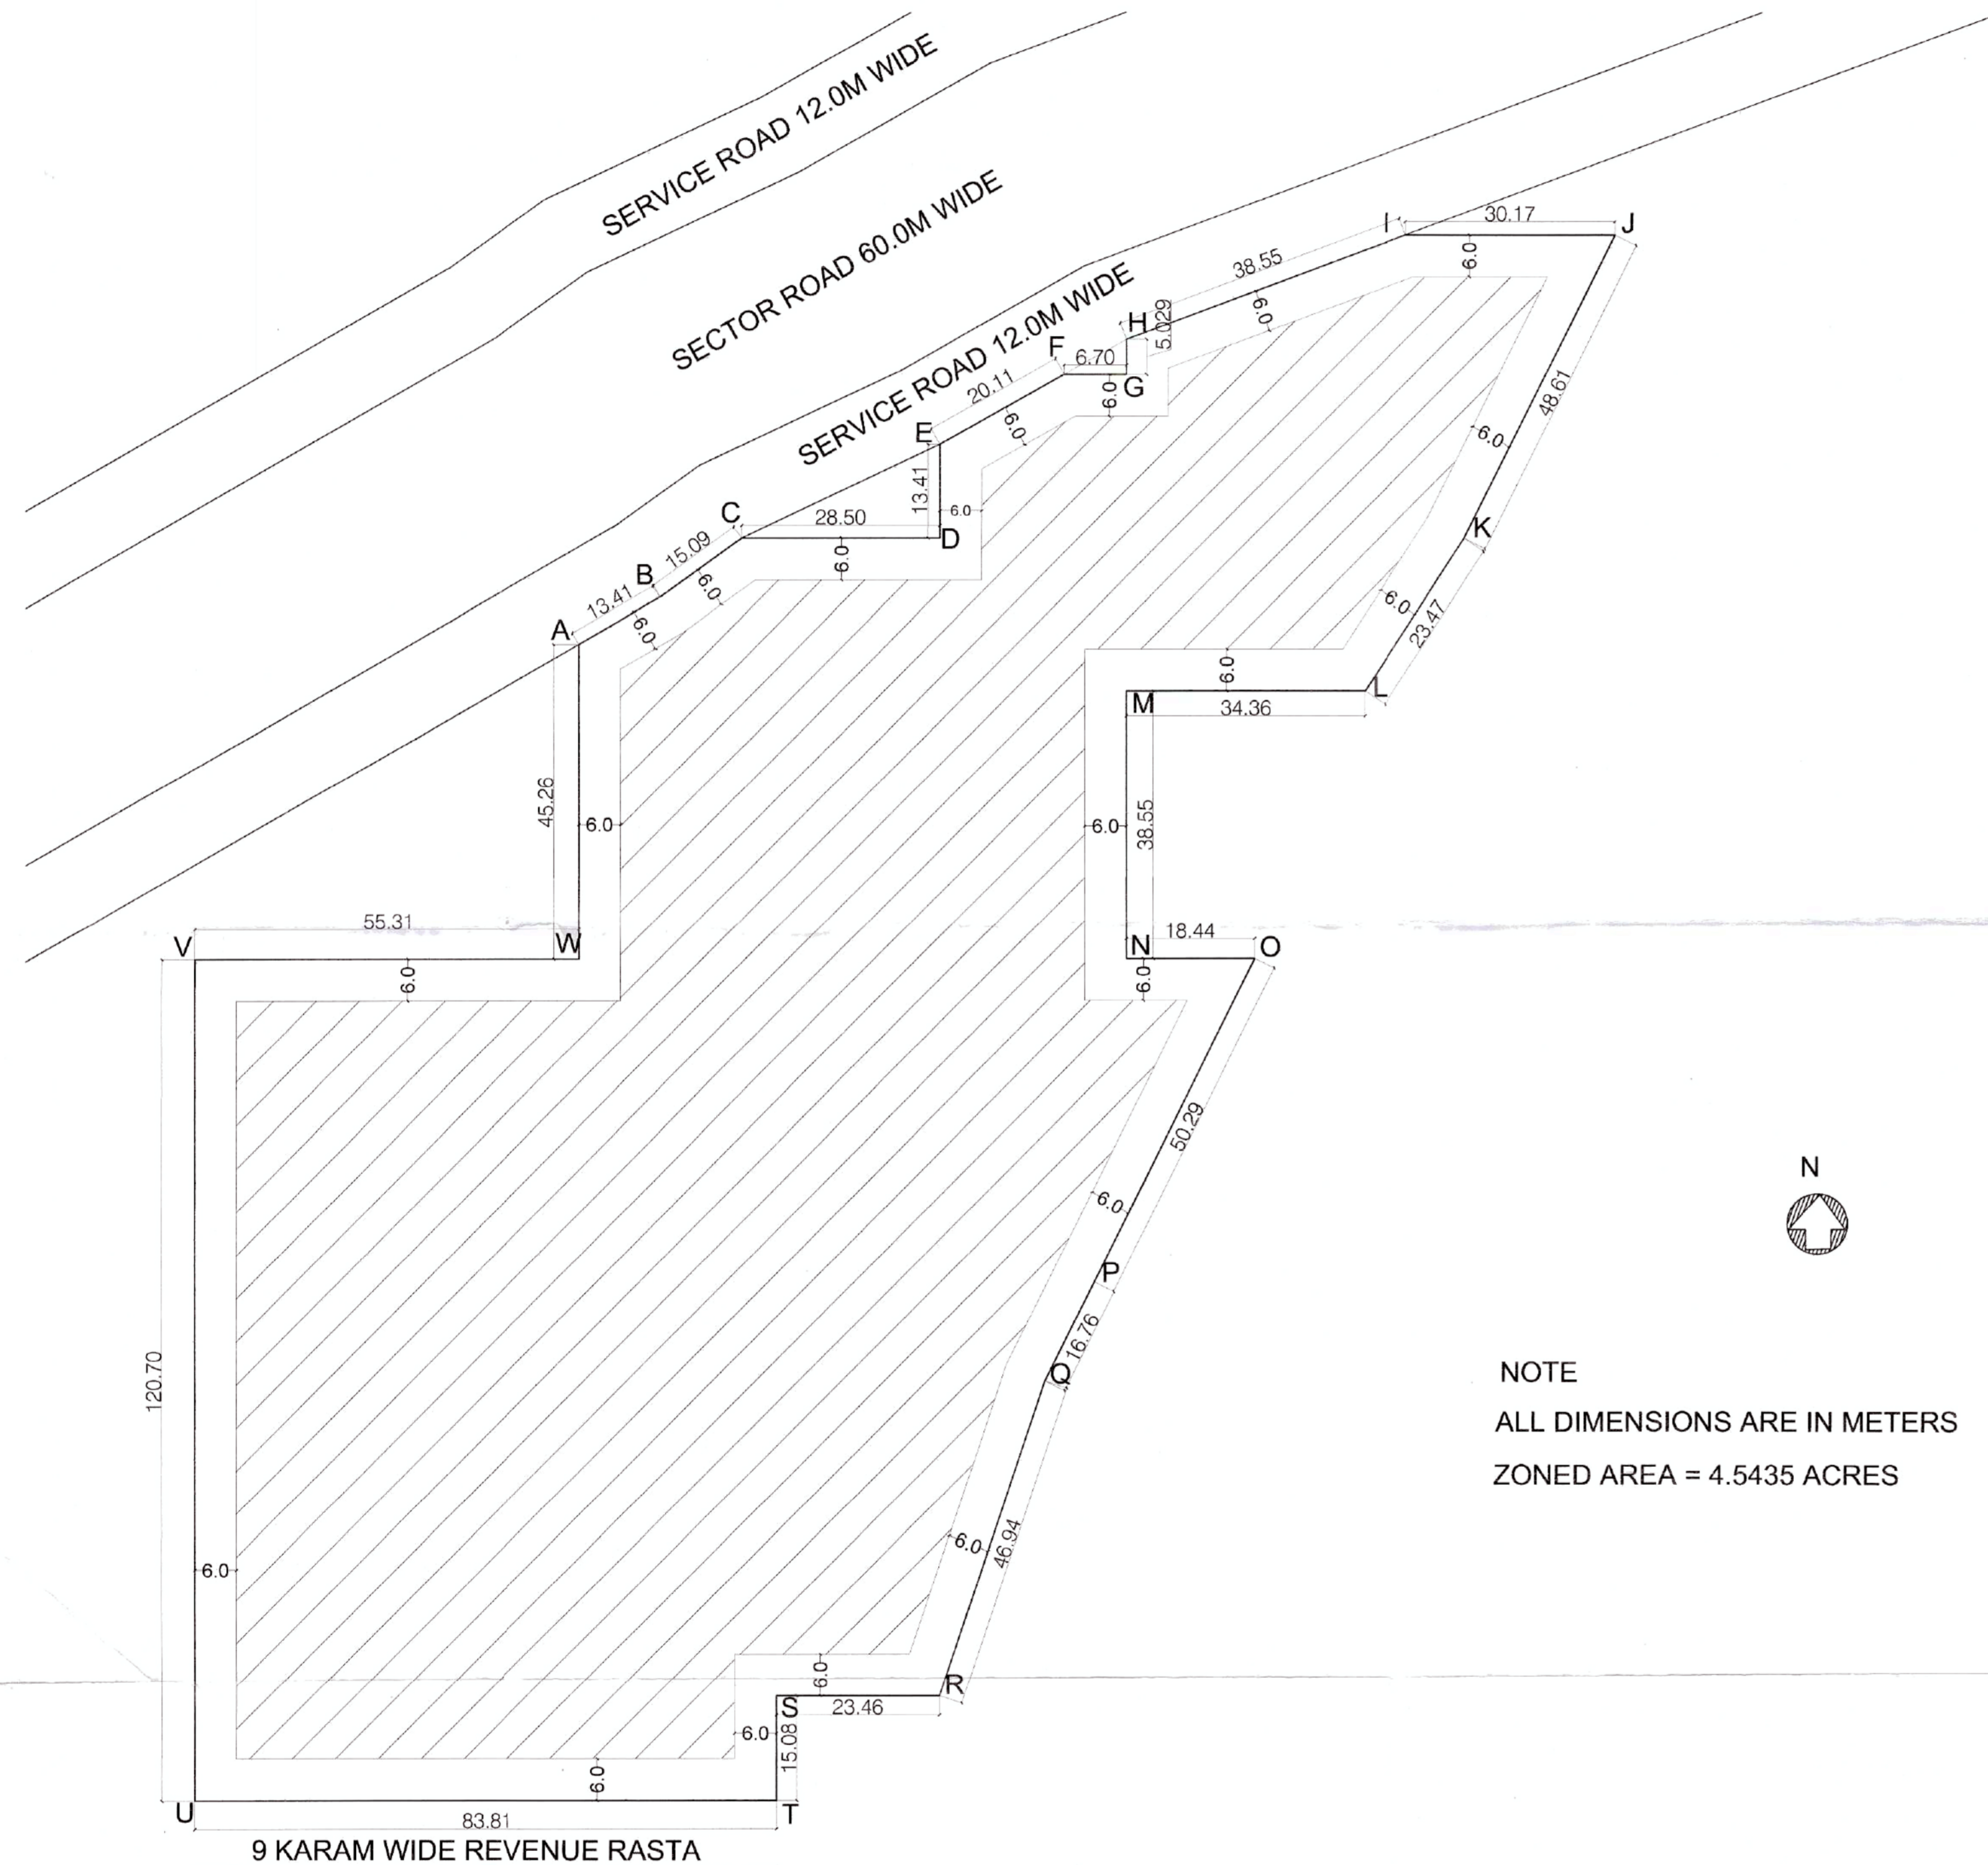 SERVICE ROAD 12.0M WIDE
SECTOR ROAD 60.0M WIDE
SERVICE ROAD 12.0M WIDE
I
30.17
J
38.55
6.0
H
5.029
6.0
F
6.70
G
6.0
20.11
6.0
48.61
6.0
E
13.41
6.0
C
28.50
D
6.0
K
B
15.09
6.0
13.41
6.0
A
6.0
23.47
6.0
L
M
34.36
45.26
6.0
6.0
38.55
55.31
V
W
6.0
18.44
N
O
6.0
50.29
6.0
N
P
16.76
Q
120.70
NOTE
ALL DIMENSIONS ARE IN METERS
ZONED AREA = 4.5435 ACRES
6.0
46.94
6.0
6.0
R
S
23.46
6.0
15.08
6.0
U
T
83.81
9 KARAM WIDE REVENUE RASTA